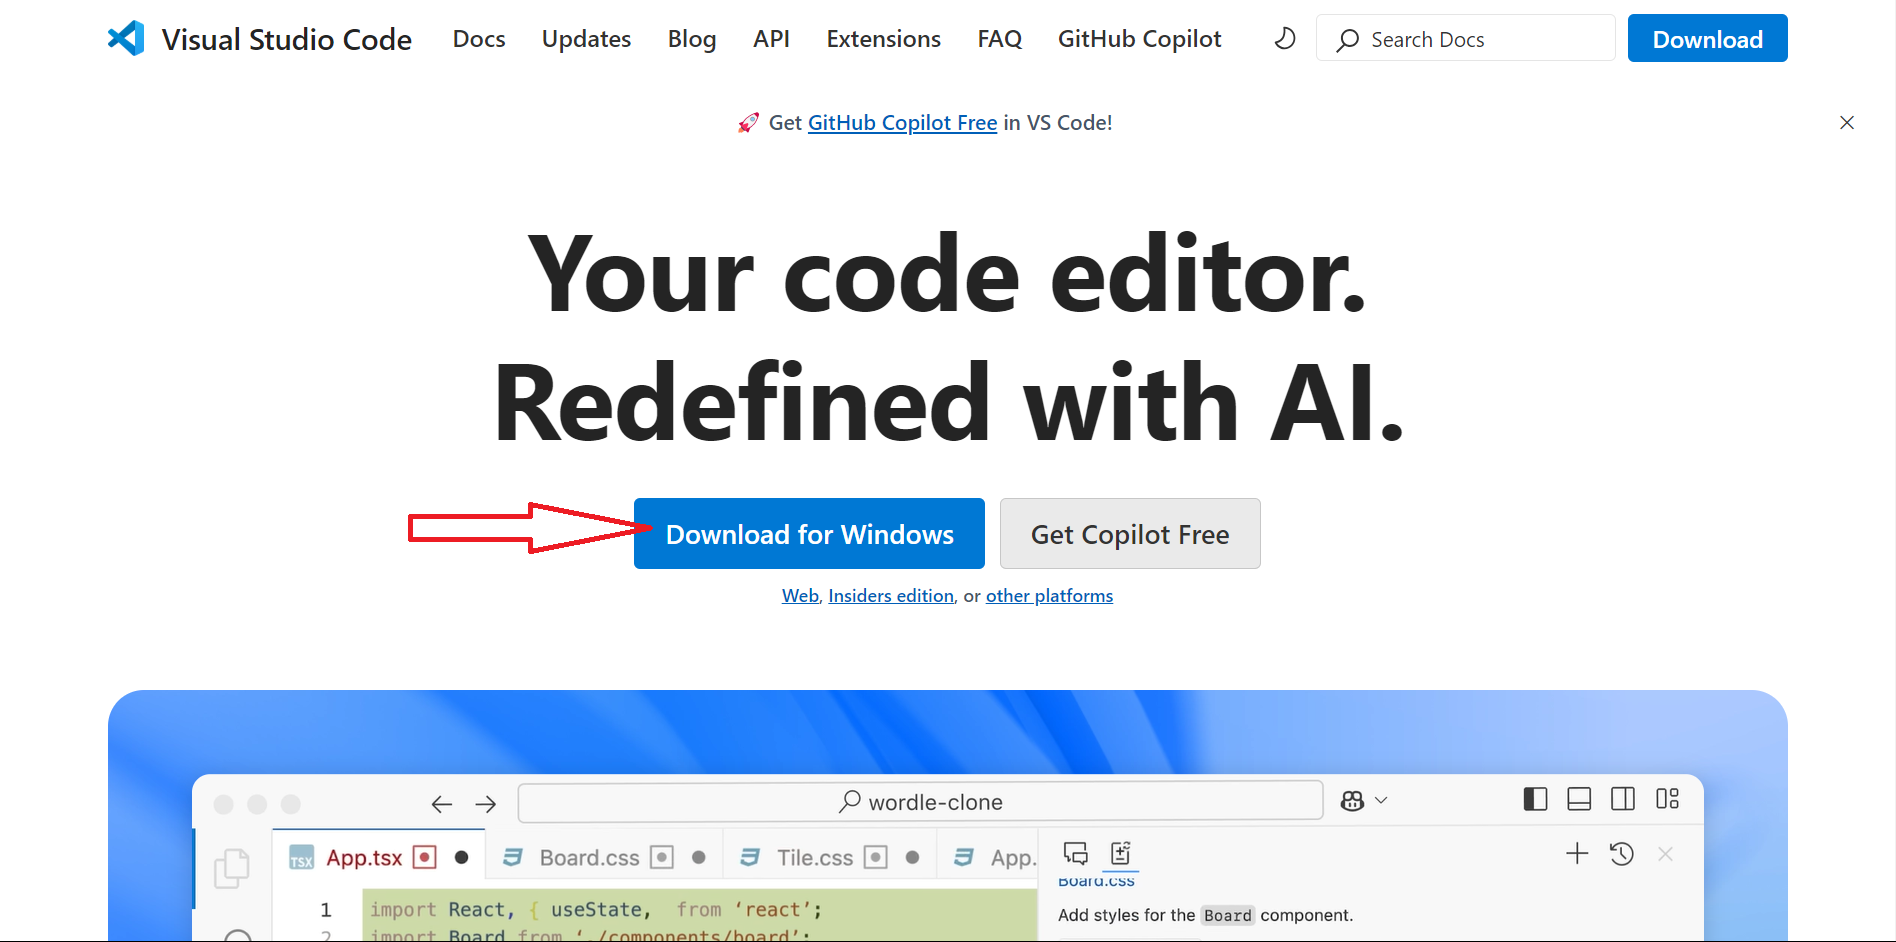 Visual Studio Code Docs Updates Blog API Extensions FAQ GitHub Copilot Search Docs Download
🚀 Get GitHub Copilot Free in VS Code!
Your code editor.
Redefined with AI.
Download for Windows Get Copilot Free
Web, Insiders edition, or other platforms
wordle-clone
TSX App.tsx Board.css Tile.css App.
Board.css
1 import React, { useState, from ‘react’;
Add styles for the Board component.
2 import Board from ‘./components/board’;